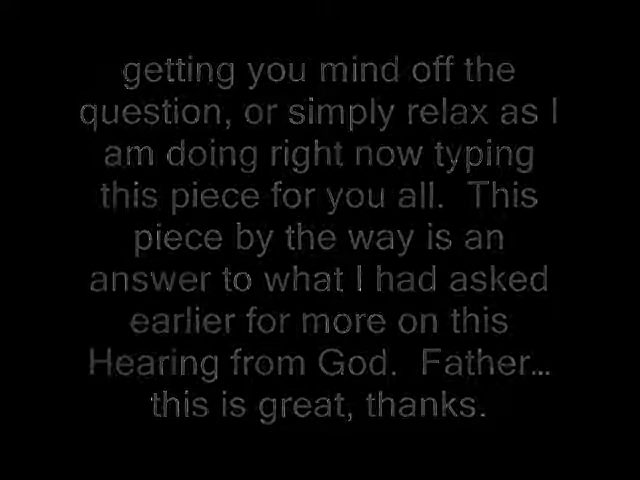 getting you mind off the
question, or simply relax as I
am doing right now typing
this piece for you all.  This
piece by the way is an
answer to what I had asked
earlier for more on this
Hearing from God.  Father...
this is great, thanks.